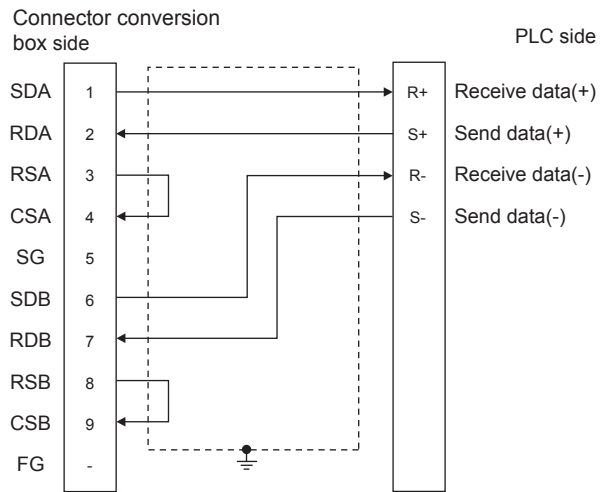 Connector conversion
box side
PLC side
SDA 1 R+ Receive data(+)
RDA 2 S+ Send data(+)
RSA 3 R- Receive data(-)
CSA 4 S- Send data(-)
SG 5
SDB 6
RDB 7
RSB 8
CSB 9
FG -